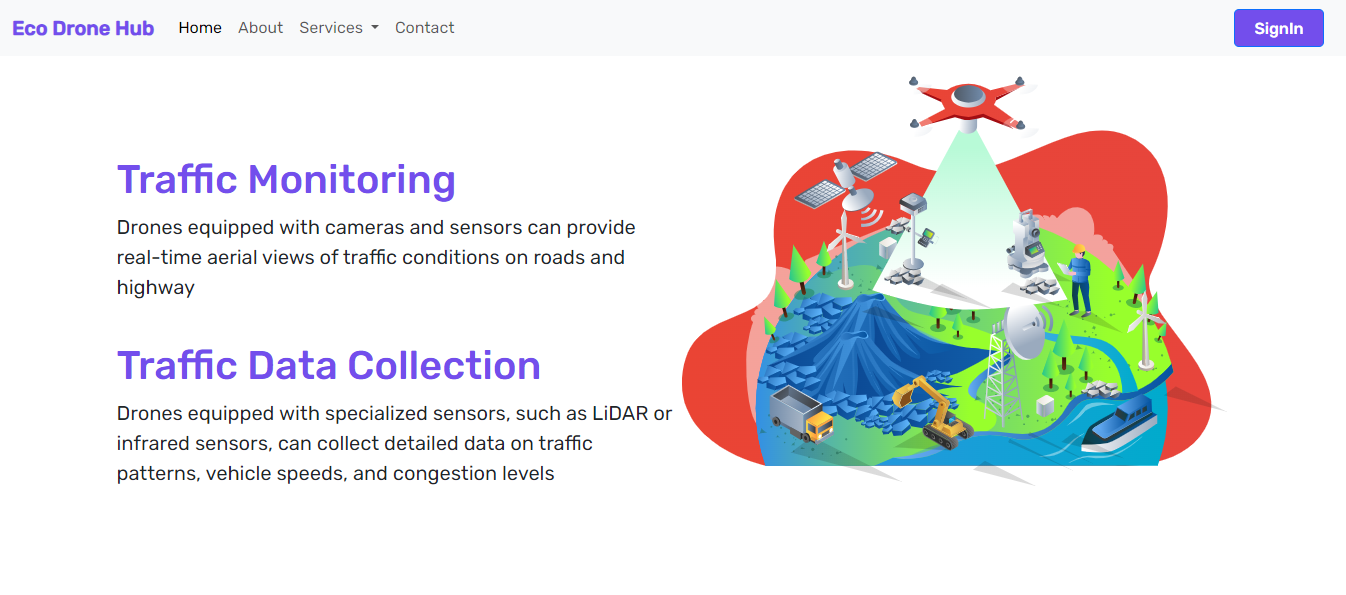 Eco Drone Hub Home About Services Contact SignIn
Traffic Monitoring
Drones equipped with cameras and sensors can provide
real-time aerial views of traffic conditions on roads and
highway
Traffic Data Collection
Drones equipped with specialized sensors, such as LiDAR or
infrared sensors, can collect detailed data on traffic
patterns, vehicle speeds, and congestion levels